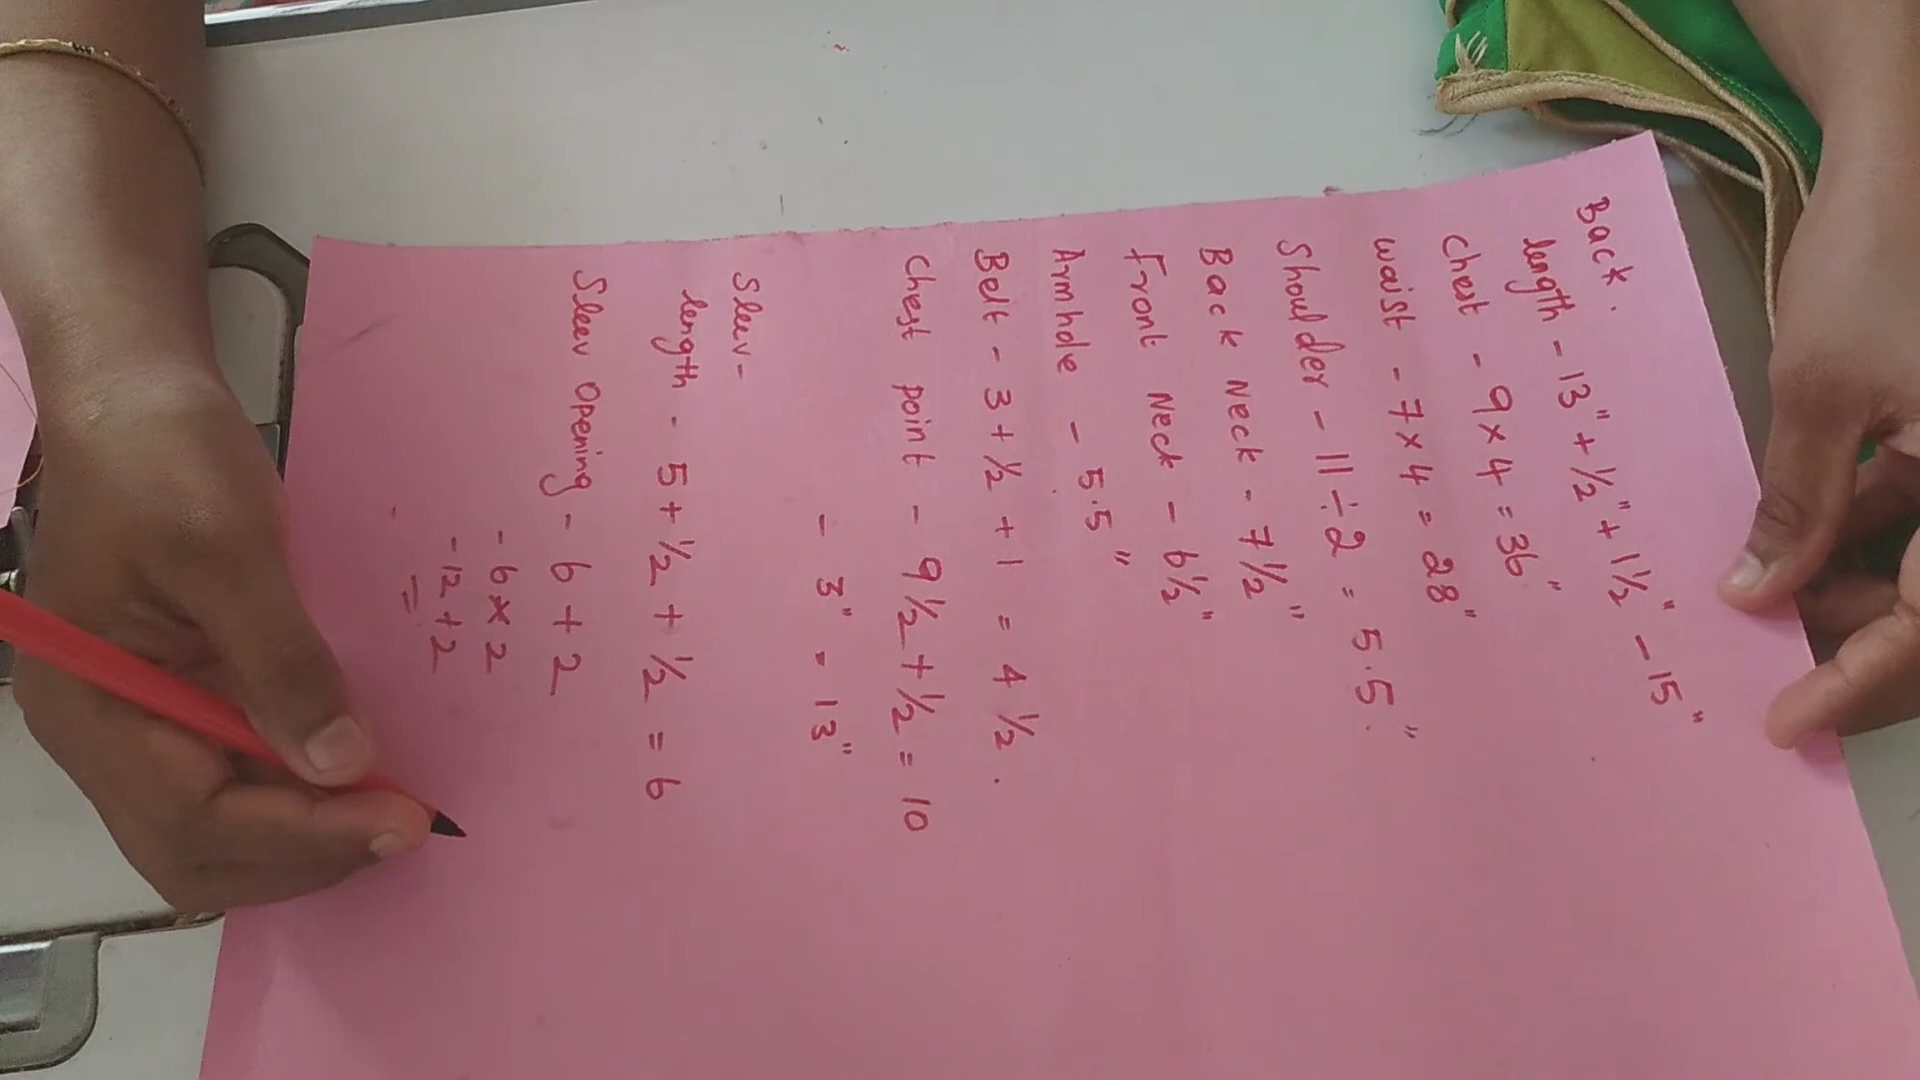 Back.
length - 13" + ½" + 1½" - 15"
Chest - 9 × 4 = 36"
waist - 7 × 4 = 28"
Shoulder - 11 ÷ 2 = 5.5."
Back Neck - 7½"
Front Neck - 6½"
Armhole - 5.5"
Belt - 3 + ½ + 1 = 4 ½.
Chest point - 9½ + ½ = 10
- 3" = 13"
Sleev -
length - 5 + ½ + ½ = 6
Sleev Opening - 6 + 2
- 6 × 2
- 12 + 2